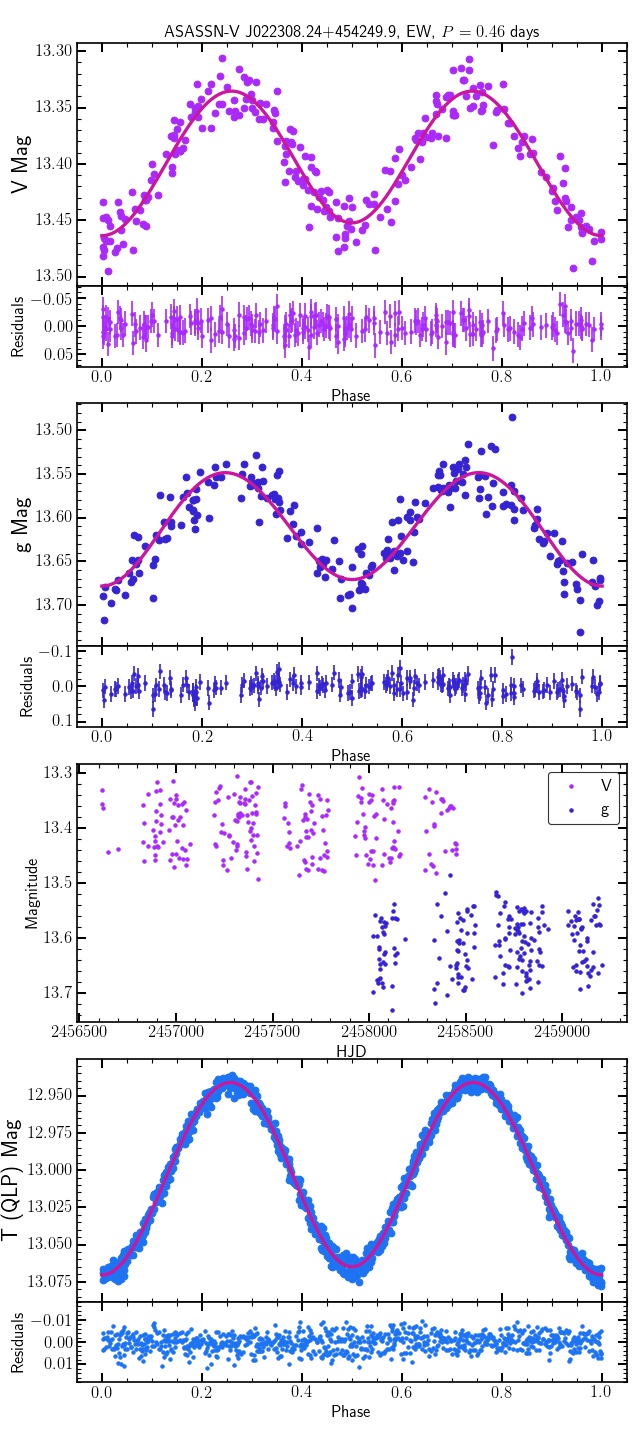 ASASSN-V J022308.24+454249.9, EW, P = 0.46 days
13.30
13.35
13.40
13.45
13.50
V Mag
−0.05
0.00
0.05
Residuals
0.0 0.2 0.4 0.6 0.8 1.0
Phase
13.50
13.55
13.60
13.65
13.70
g Mag
−0.1
0.0
0.1
Residuals
0.0 0.2 0.4 0.6 0.8 1.0
Phase
13.3
13.4
13.5
13.6
13.7
Magnitude
V
g
2456500 2457000 2457500 2458000 2458500 2459000
HJD
12.950
12.975
13.000
13.025
13.050
13.075
T (QLP) Mag
−0.01
0.00
0.01
Residuals
0.0 0.2 0.4 0.6 0.8 1.0
Phase